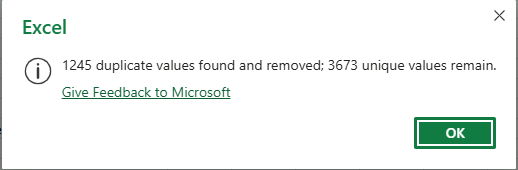 Excel
1245 duplicate values found and removed; 3673 unique values remain.
Give Feedback to Microsoft
OK